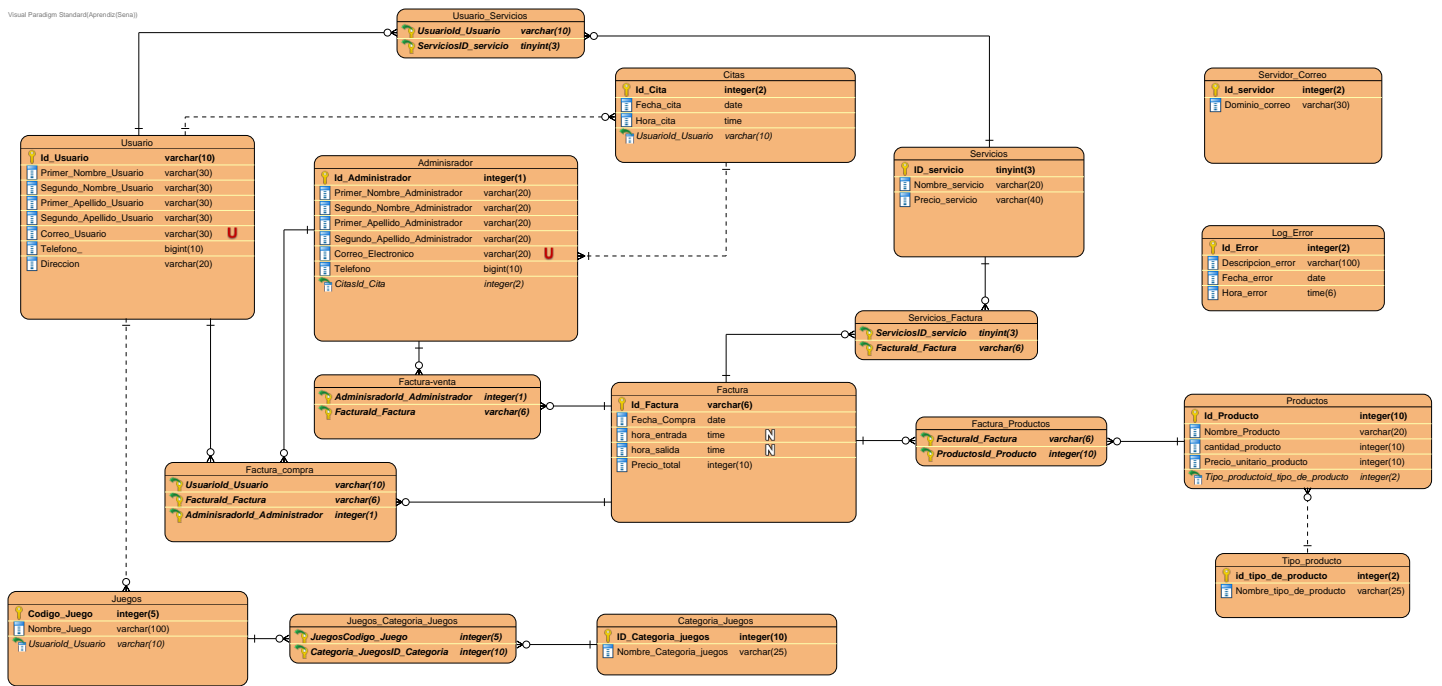 Visual Paradigm Standard(Aprendiz(Sena))
Usuario_Servicios
UsuarioId_Usuario varchar(10)
ServiciosID_servicio tinyint(3)
Citas
Id_Cita integer(2)
Fecha_cita date
Hora_cita time
UsuarioId_Usuario varchar(10)
Servidor_Correo
Id_servidor integer(2)
Dominio_correo varchar(30)
Usuario
Id_Usuario varchar(10)
Primer_Nombre_Usuario varchar(30)
Segundo_Nombre_Usuario varchar(30)
Primer_Apellido_Usuario varchar(30)
Segundo_Apellido_Usuario varchar(30)
Correo_Usuario varchar(30) U
Telefono_ bigint(10)
Direccion varchar(20)
Adminisrador
Id_Administrador integer(1)
Primer_Nombre_Administrador varchar(20)
Segundo_Nombre_Administrador varchar(20)
Primer_Apellido_Administrador varchar(20)
Segundo_Apellido_Administrador varchar(20)
Correo_Electronico varchar(20) U
Telefono bigint(10)
CitasId_Cita integer(2)
Servicios
ID_servicio tinyint(3)
Nombre_servicio varchar(20)
Precio_servicio varchar(40)
Log_Error
Id_Error integer(2)
Descripcion_error varchar(100)
Fecha_error date
Hora_error time(6)
Servicios_Factura
ServiciosID_servicio tinyint(3)
FacturaId_Factura varchar(6)
Factura-venta
AdminisradorId_Administrador integer(1)
FacturaId_Factura varchar(6)
Factura
Id_Factura varchar(6)
Fecha_Compra date
hora_entrada time N
hora_salida time N
Precio_total integer(10)
Factura_Productos
FacturaId_Factura varchar(6)
ProductosId_Producto integer(10)
Productos
Id_Producto integer(10)
Nombre_Producto varchar(20)
cantidad_producto integer(10)
Precio_unitario_producto integer(10)
Tipo_productoid_tipo_de_producto integer(2)
Factura_compra
UsuarioId_Usuario varchar(10)
FacturaId_Factura varchar(6)
AdminisradorId_Administrador integer(1)
Tipo_producto
id_tipo_de_producto integer(2)
Nombre_tipo_de_producto varchar(25)
Juegos
Codigo_Juego integer(5)
Nombre_Juego varchar(100)
UsuarioId_Usuario varchar(10)
Juegos_Categoria_Juegos
JuegosCodigo_Juego integer(5)
Categoria_JuegosID_Categoria integer(10)
Categoria_Juegos
ID_Categoria_juegos integer(10)
Nombre_Categoria_juegos varchar(25)